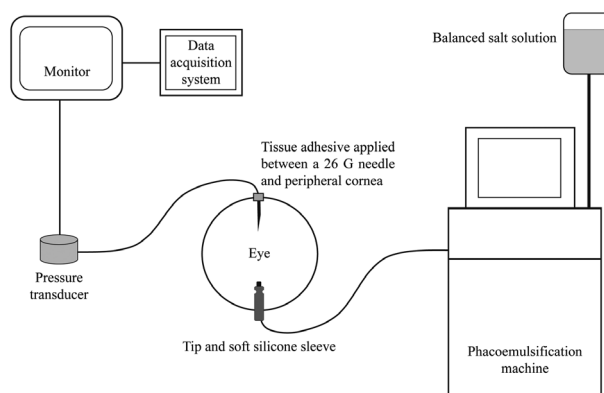 Monitor
Data
acquisition
system
Balanced salt solution
Tissue adhesive applied
between a 26 G needle
and peripheral cornea
Eye
Pressure
transducer
Tip and soft silicone sleeve
Phacoemulsification
machine